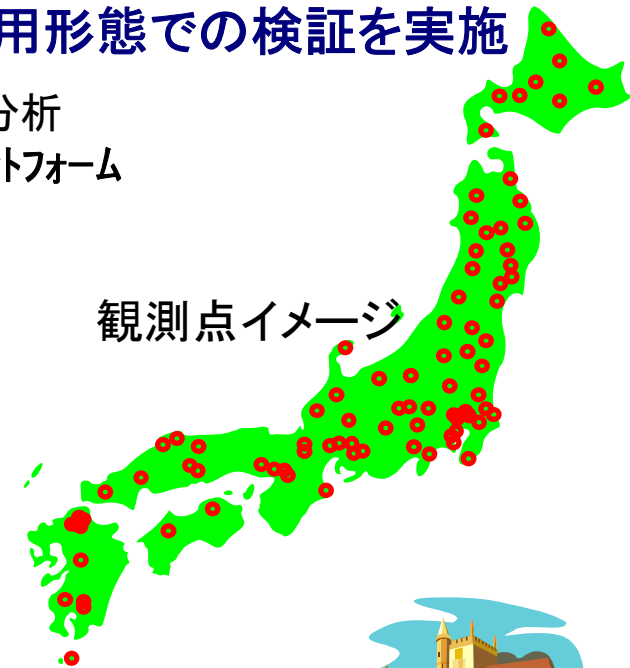 用形態での検証を実施
分析
ットフォーム
観測点イメージ